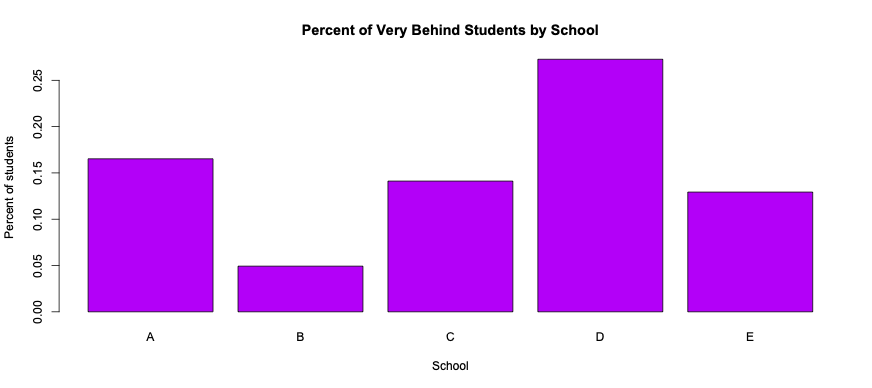 Percent of Very Behind Students by School
Percent of students
0.25
0.20
0.15
0.10
0.05
0.00
A B C D E
School